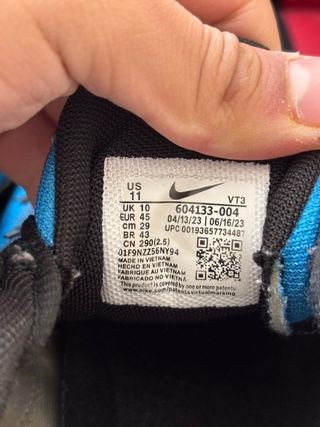 US
11
VT3
UK 10
604133-004
EUR 45
04/13/23 | 06/16/23
cm 29
UPC 00193657734487
BR 43
CN 290(2.5)
01F9NZZS6NY94
MADE IN VIETNAM
HECHO EN VIETNAM
FABRIQUE AU VIETNAM
FABRICADO NO VIETNÃ
This product is covered by one or more patents:
www.nike.com/patentsvirtualmarking